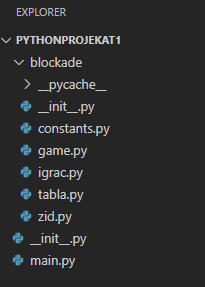 EXPLORER
PYTHONPROJEKAT1
blockade
__pycache__
__init__.py
constants.py
game.py
igrac.py
tabla.py
zid.py
__init__.py
main.py